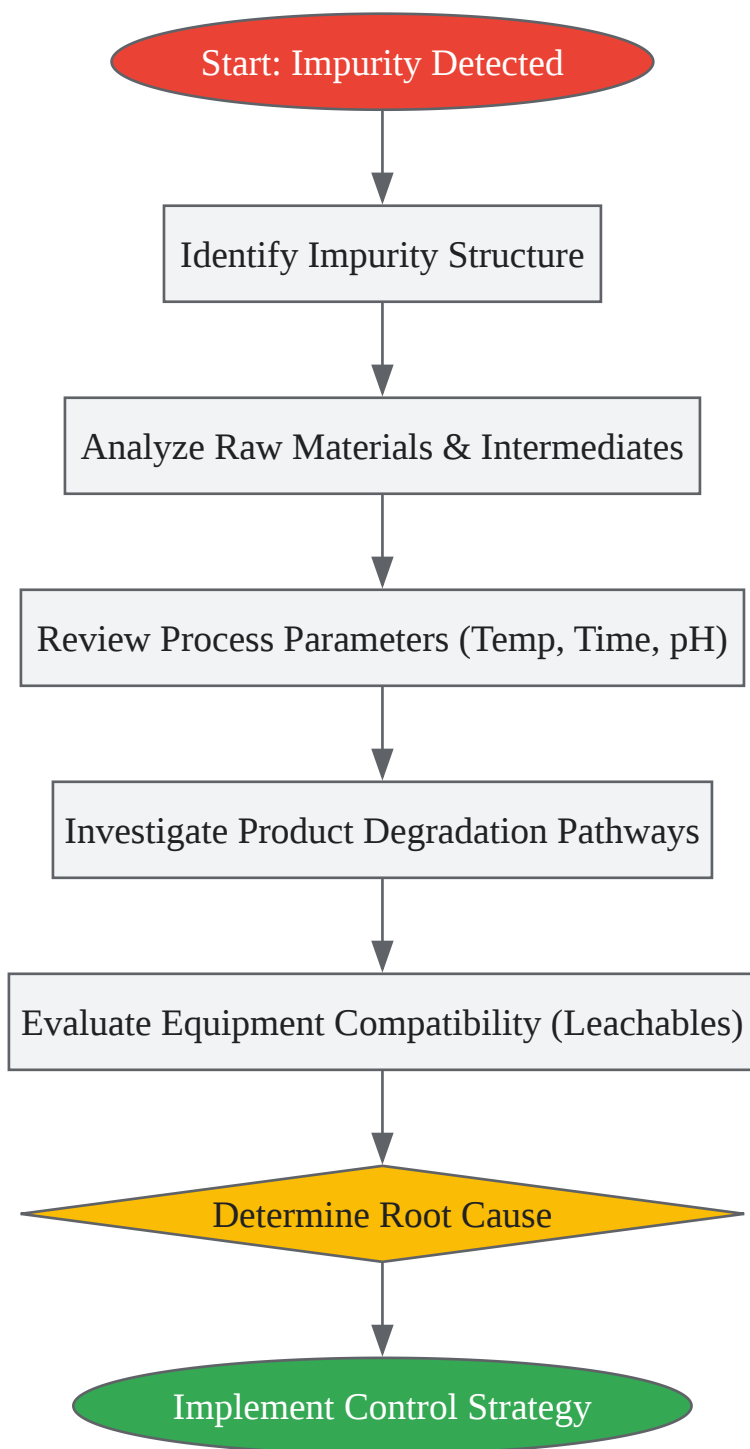 Start: Impurity Detected
Identify Impurity Structure
Analyze Raw Materials & Intermediates
Review Process Parameters (Temp, Time, pH)
Investigate Product Degradation Pathways
Evaluate Equipment Compatibility (Leachables)
Determine Root Cause
Implement Control Strategy